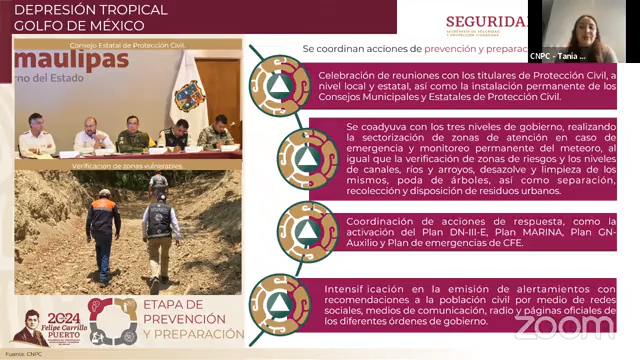 DEPRESIÓN TROPICAL
GOLFO DE MÉXICO
SEGURIDAD
SECRETARÍA DE SEGURIDAD
Y PROTECCIÓN CIUDADANA
CNPC - Tania ...
Se coordinan acciones de prevención y prepara
Consejo Estatal de Protección Civil.
maulipas
rno del Estado
Verificación de zonas vulnerables.
Celebración de reuniones con los titulares de Protección Civil, a
nivel local y estatal, así como la instalación permanente de los
Consejos Municipales y Estatales de Protección Civil.
Se coadyuva con los tres niveles de gobierno, realizando
la sectorización de zonas de atención en caso de
emergencia y monitoreo permanente del meteoro, al
igual que la verificación de zonas de riesgos y los niveles
de canales, ríos y arroyos, desazolve y limpieza de los
mismos, poda de árboles, así como separación,
recolección y disposición de residuos urbanos.
Coordinación de acciones de respuesta, como la
activación del Plan DN-III-E, Plan MARINA, Plan GN-
Auxilio y Plan de emergencias de CFE.
Intensif icación en la emisión de alertamientos con
recomendaciones a la población civil por medio de redes
sociales, medios de comunicación, radio y páginas oficiales de
los diferentes órdenes de gobierno.
2024
Felipe Carrillo
PUERTO
ETAPA DE
PREVENCIÓN
Y PREPARACIÓN
Fuente: CNPC
zoom